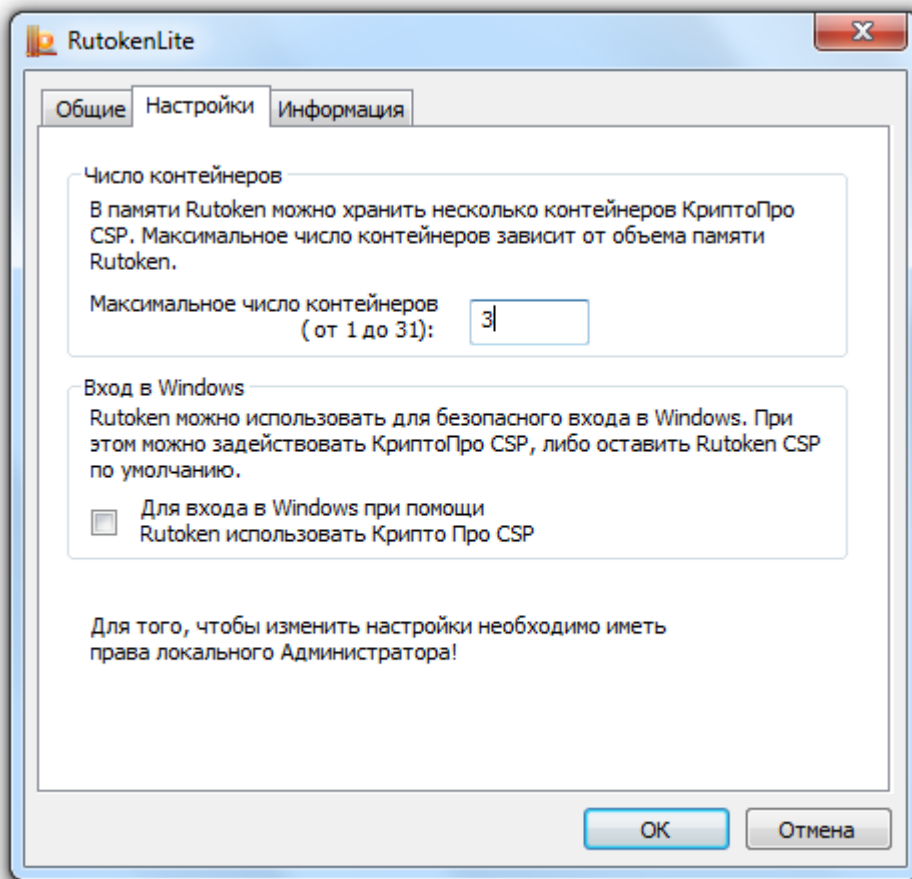 RutokenLite
Общие
Настройки
Информация
Число контейнеров
В памяти Rutoken можно хранить несколько контейнеров КриптоПро
CSP. Максимальное число контейнеров зависит от объема памяти
Rutoken.
Максимальное число контейнеров
( от 1 до 31):
3
Вход в Windows
Rutoken можно использовать для безопасного входа в Windows. При
этом можно задействовать КриптоПро CSP, либо оставить Rutoken CSP
по умолчанию.
Для входа в Windows при помощи
Rutoken использовать Крипто Про CSP
Для того, чтобы изменить настройки необходимо иметь
права локального Администратора!
ОК
Отмена